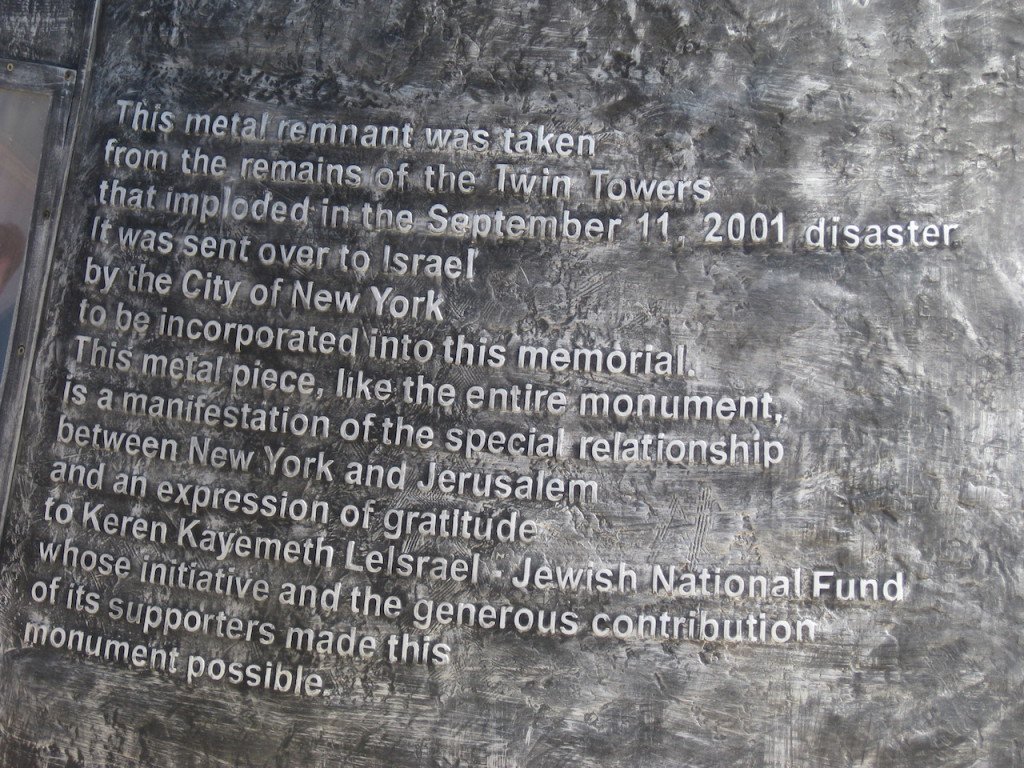 This metal remnant was taken
from the remains of the Twin Towers
that imploded in the September 11, 2001 disaster
It was sent over to Israel
by the City of New York
to be incorporated into this memorial.
This metal piece, like the entire monument,
is a manifestation of the special relationship
between New York and Jerusalem
and an expression of gratitude
to Keren Kayemeth LeIsrael - Jewish National Fund
whose initiative and the generous contribution
of its supporters made this
monument possible.